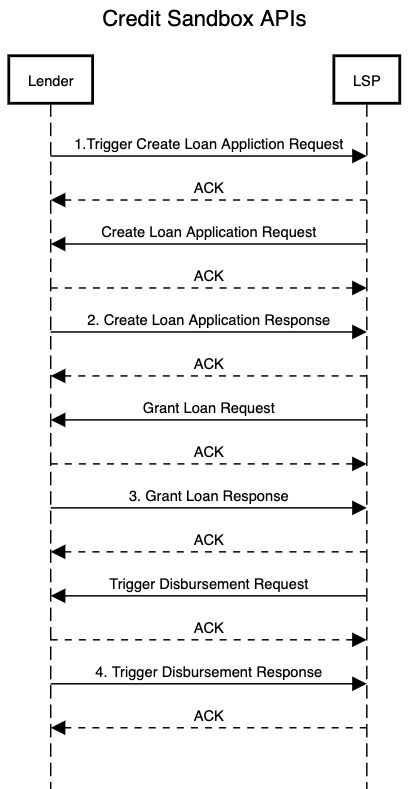 Credit Sandbox APIs
Lender
LSP
1.Trigger Create Loan Appliction Request
ACK
Create Loan Application Request
ACK
2. Create Loan Application Response
ACK
Grant Loan Request
ACK
3. Grant Loan Response
ACK
Trigger Disbursement Request
ACK
4. Trigger Disbursement Response
ACK